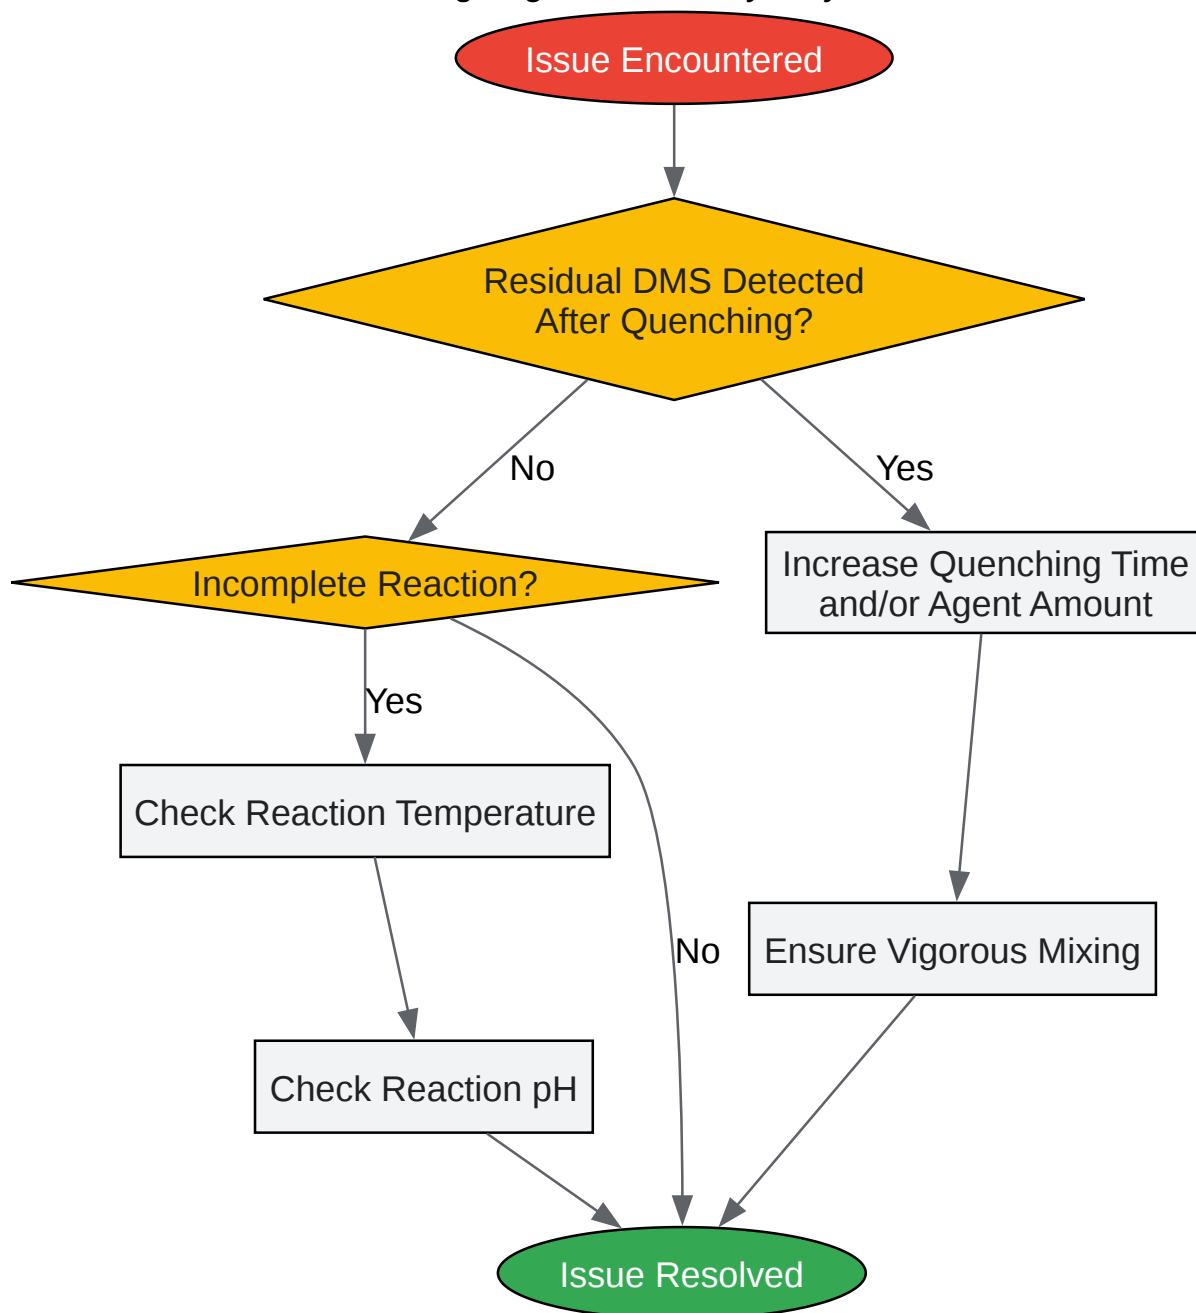 Issue Encountered
Residual DMS Detected
After Quenching?
No
Yes
Incomplete Reaction?
Increase Quenching Time
and/or Agent Amount
Yes
Check Reaction Temperature
No
Ensure Vigorous Mixing
Check Reaction pH
Issue Resolved